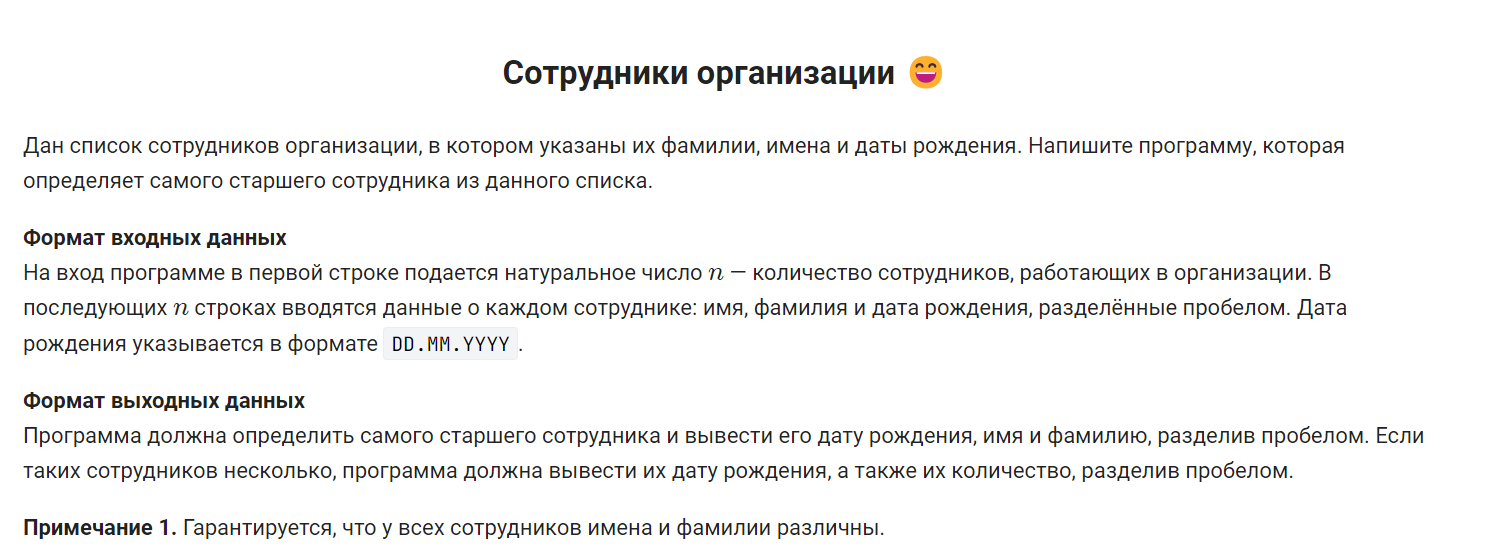 Сотрудники организации 😄
Дан список сотрудников организации, в котором указаны их фамилии, имена и даты рождения. Напишите программу, которая
определяет самого старшего сотрудника из данного списка.
Формат входных данных
На вход программе в первой строке подается натуральное число n — количество сотрудников, работающих в организации. В
последующих n строках вводятся данные о каждом сотруднике: имя, фамилия и дата рождения, разделённые пробелом. Дата
рождения указывается в формате DD.MM.YYYY.
Формат выходных данных
Программа должна определить самого старшего сотрудника и вывести его дату рождения, имя и фамилию, разделив пробелом. Если
таких сотрудников несколько, программа должна вывести их дату рождения, а также их количество, разделив пробелом.
Примечание 1. Гарантируется, что у всех сотрудников имена и фамилии различны.